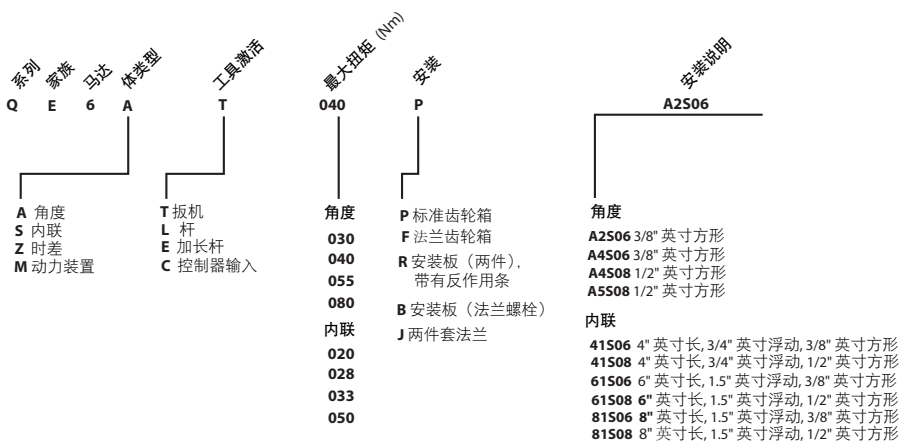 系列 家族 马达 体类型 工具激活 最大扭矩 (Nm) 安装 安装说明
Q E 6 A T 040 P A2S06
A 角度
S 内联
Z 时差
M 动力装置
T 扳机
L 杆
E 加长杆
C 控制器输入
角度
030
040
055
080
内联
020
028
033
050
P 标准齿轮箱
F 法兰齿轮箱
R 安装板（两件），
带有反作用条
B 安装板（法兰螺栓）
J 两件套法兰
角度
A2S06 3/8" 英寸方形
A4S06 3/8" 英寸方形
A4S08 1/2" 英寸方形
A5S08 1/2" 英寸方形
内联
41S06 4" 英寸长, 3/4" 英寸浮动, 3/8" 英寸方形
41S08 4" 英寸长, 3/4" 英寸浮动, 1/2" 英寸方形
61S06 6" 英寸长, 1.5" 英寸浮动, 3/8" 英寸方形
61S08 6" 英寸长, 1.5" 英寸浮动, 1/2" 英寸方形
81S06 8" 英寸长, 1.5" 英寸浮动, 3/8" 英寸方形
81S08 8" 英寸长, 1.5" 英寸浮动, 1/2" 英寸方形